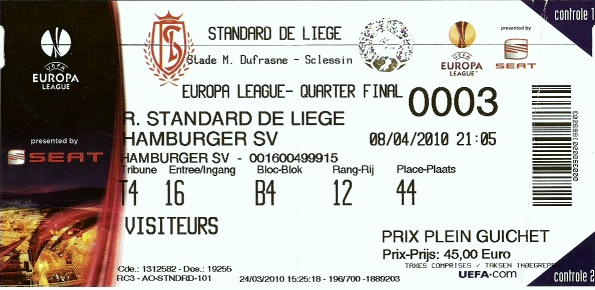 STANDARD DE LIEGE
Stade M. Dufrasne - Sclessin
EUROPA LEAGUE- QUARTER FINAL
UEFA
EUROPA
LEAGUE
presented by
SEAT
UEFA
EUROPA
LEAGUE
presented by
SEAT
controle 1
0003
R. STANDARD DE LIEGE
HAMBURGER SV
08/04/2010 21:05
HAMBURGER SV - 001600499915
Tribune Entree/Ingang Bloc-Blok Rang-Rij Place-Plaats
T4 16 B4 12 44
VISITEURS
PRIX PLEIN GUICHET
Prix-Prijs: 45,00 Euro
TAXES COMPRISES / TAKSEN INBEGREPEN
Cde.: 1312582 - Dos.: 19255
RC3 - AO-STNDRD-101
24/03/2010 15:25:18 - 196/700 -1889203
UEFA.com
controle 2